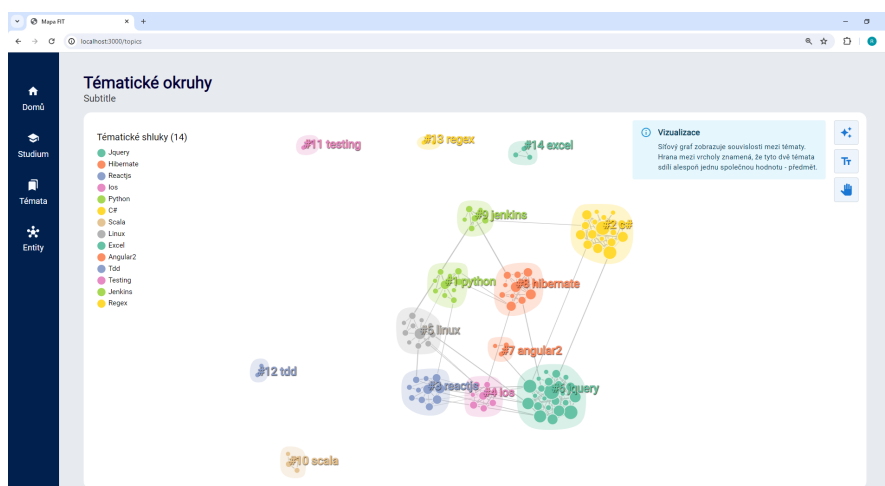 Mapa FIT
localhost:3000/topics
Domů
Studium
Témata
Entity
Tématické okruhy
Subtitle
Tématické shluky (14)
Jquery
Hibernate
Reactjs
Ios
Python
C#
Scala
Linux
Excel
Angular2
Tdd
Testing
Jenkins
Regex
#11 testing
#13 regex
#14 excel
Vizualizace
Síťový graf zobrazuje souvislosti mezi tématy.
Hrana mezi vrcholy znamená, že tyto dvě témata
sdílí alespoň jednu společnou hodnotu - předmět.
Tт
#9 jenkins
#2 c#
#1 python
#8 hibernate
#5 linux
#7 angular2
#12 tdd
#3 reactjs
#4 ios
#6 jquery
#10 scala